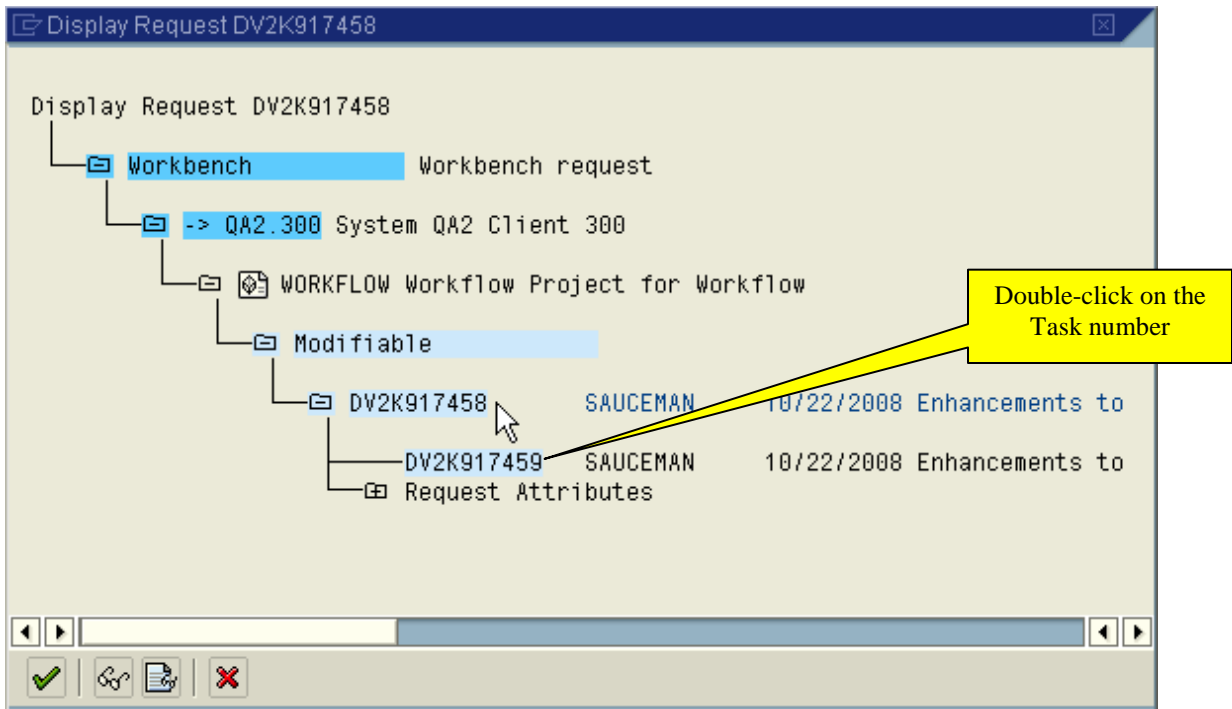 Display Request DV2K917458
Display Request DV2K917458
Workbench Workbench request
-> QA2.300 System QA2 Client 300
WORKFLOW Workflow Project for Workflow
Double-click on the
Task number
Modifiable
DV2K917458 SAUCEMAN 10/22/2008 Enhancements to
DV2K917459 SAUCEMAN 10/22/2008 Enhancements to
Request Attributes